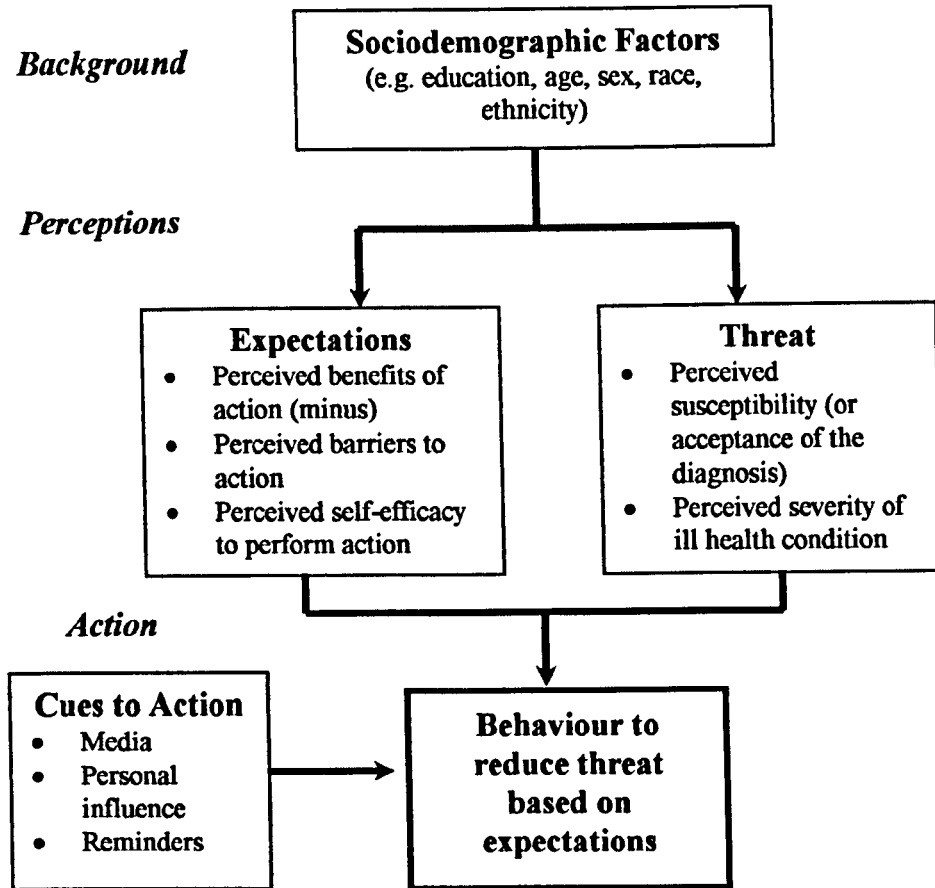 Background
Sociodemographic Factors
(e.g. education, age, sex, race,
ethnicity)
Perceptions
Expectations
• Perceived benefits of
action (minus)
• Perceived barriers to
action
• Perceived self-efficacy
to perform action
Threat
• Perceived
susceptibility (or
acceptance of the
diagnosis)
• Perceived severity of
ill health condition
Action
Cues to Action
• Media
• Personal
influence
• Reminders
Behaviour to
reduce threat
based on
expectations